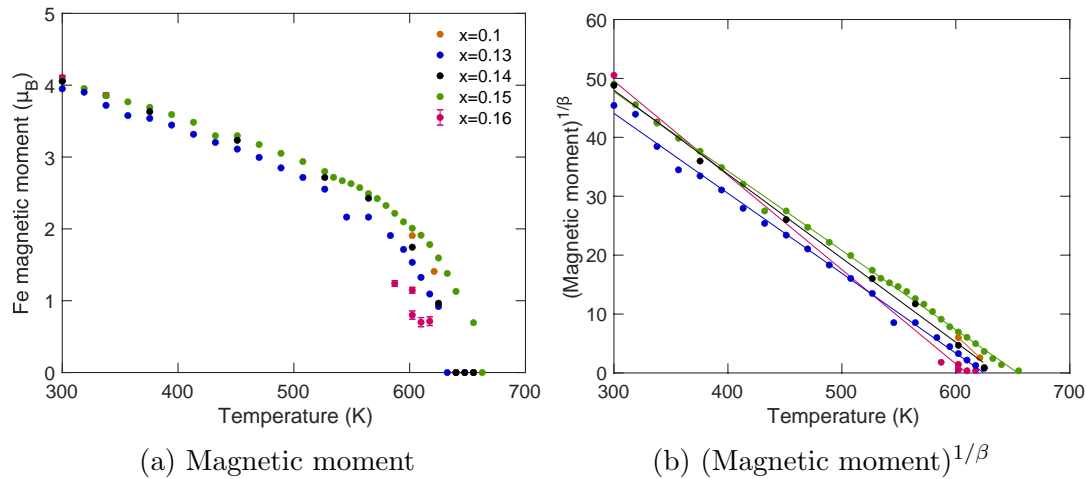 5
4
3
2
1
0
300
400
500
600
700
Fe magnetic moment (μB)
Temperature (K)
x=0.1
x=0.13
x=0.14
x=0.15
x=0.16
(a) Magnetic moment
60
50
40
30
20
10
0
300
400
500
600
700
(Magnetic moment)^{1/β}
Temperature (K)
(b) (Magnetic moment)^{1/β}